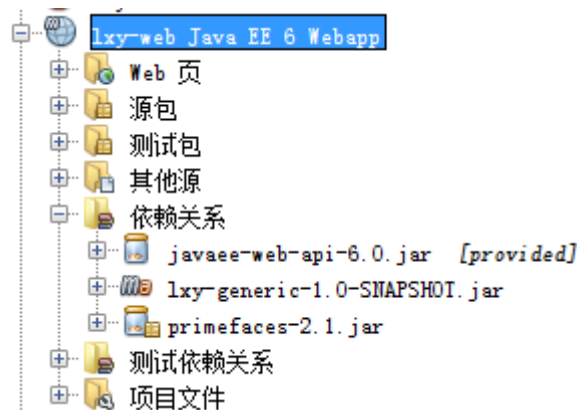 lxy-web Java EE 6 Webapp
Web 页
源包
测试包
其他源
依赖关系
javaee-web-api-6.0.jar [provided]
lxy-generic-1.0-SNAPSHOT.jar
primefaces-2.1.jar
测试依赖关系
项目文件